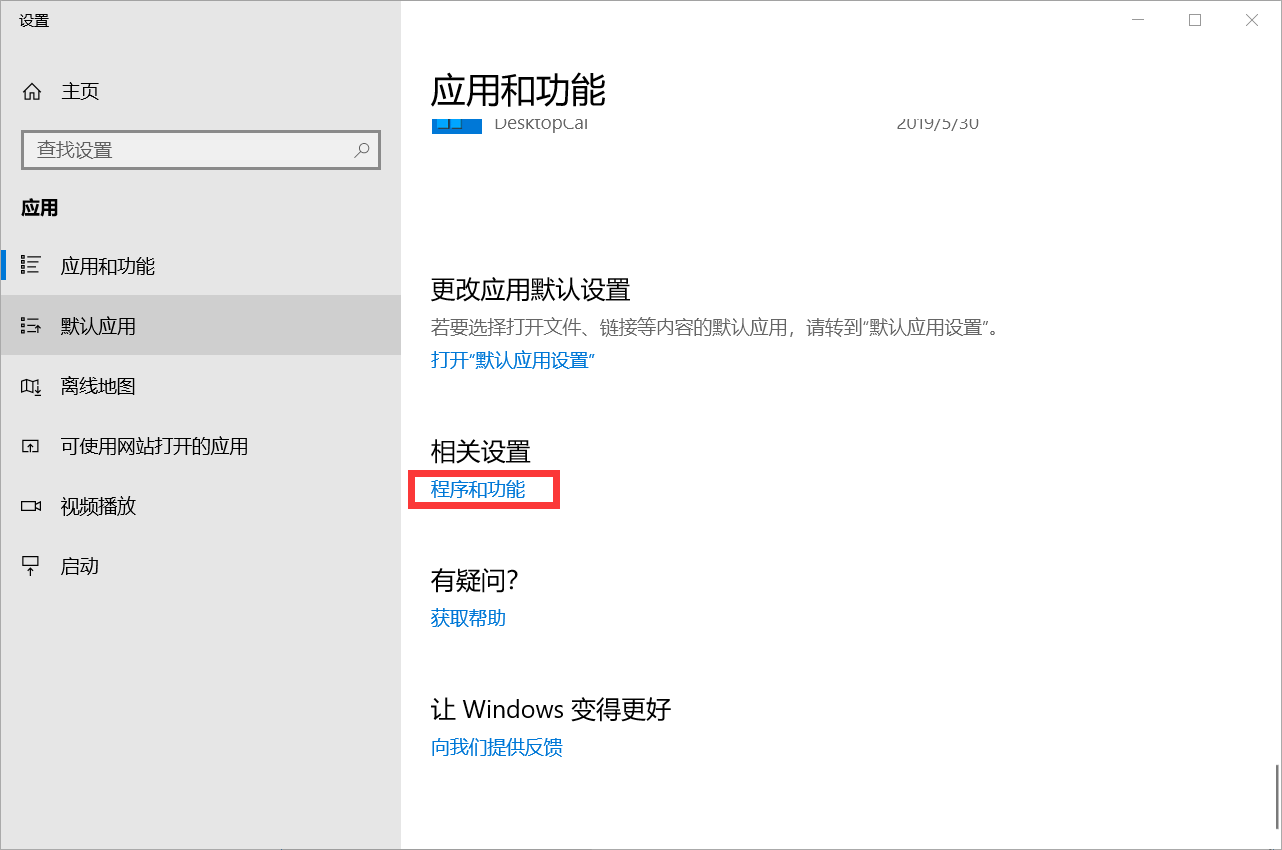 设置
主页
查找设置
应用
应用和功能
默认应用
离线地图
可使用网站打开的应用
视频播放
启动
应用和功能
DesktopCal 2019/5/30
更改应用默认设置
若要选择打开文件、链接等内容的默认应用，请转到“默认应用设置”。
打开“默认应用设置”
相关设置
程序和功能
有疑问？
获取帮助
让 Windows 变得更好
向我们提供反馈